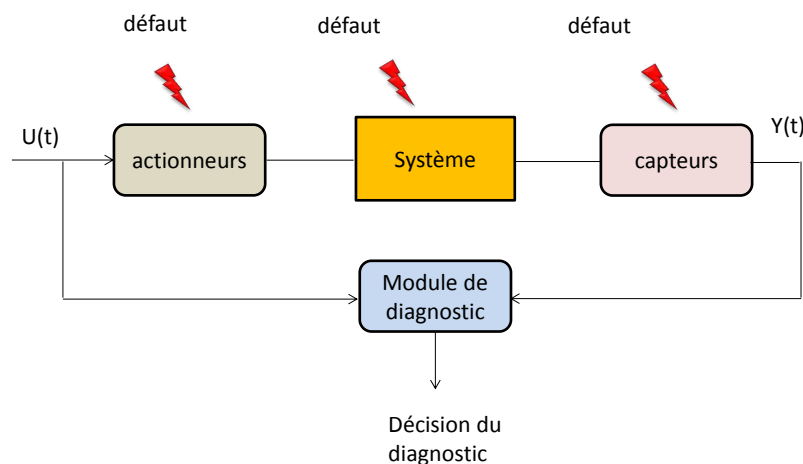 défaut
défaut
défaut
U(t)
Y(t)
actionneurs
Système
capteurs
Module de
diagnostic
Décision du
diagnostic